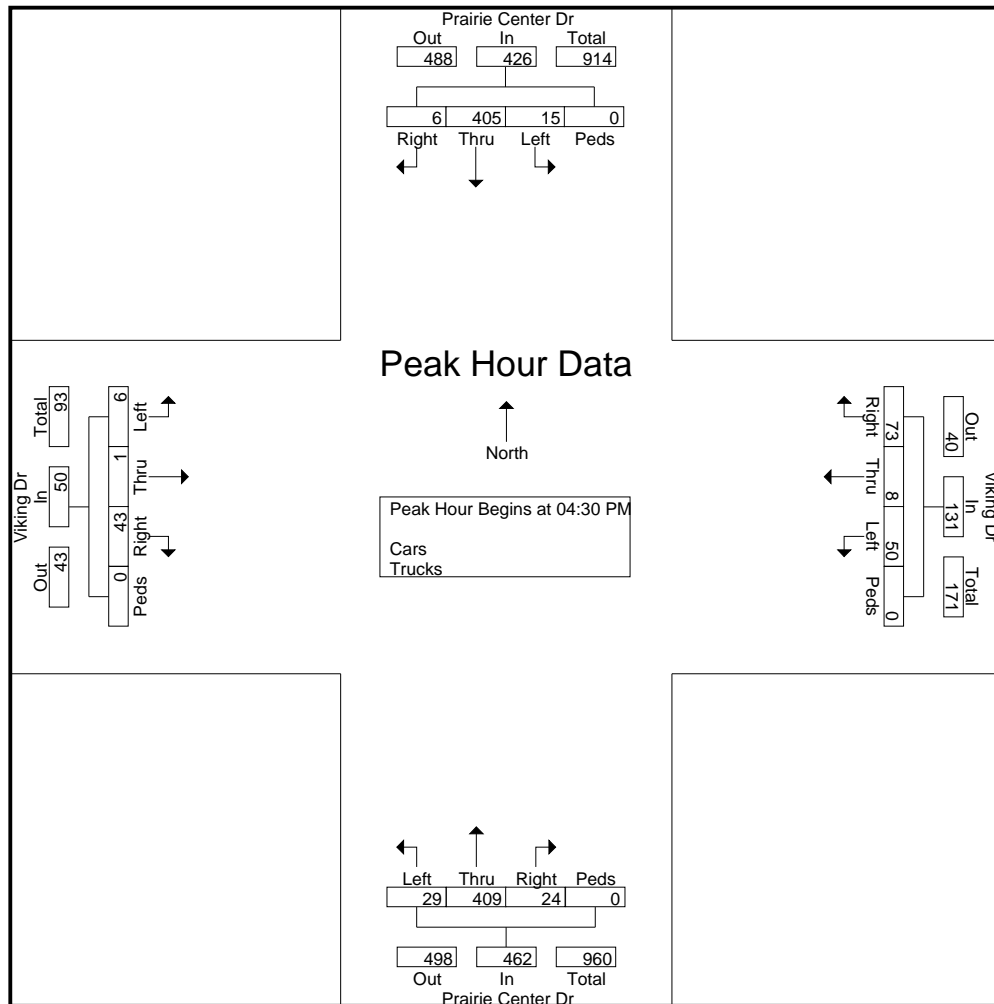 Prairie Center Dr
Out In Total
488 426 914
6 405 15 0
Right Thru Left Peds
Peak Hour Data
North
Peak Hour Begins at 04:30 PM
Cars
Trucks
Viking Dr
Total In Out
93 50 43
6 1 43 0
Left Thru Right Peds
Viking Dr
Out In Total
40 131 171
73 8 50 0
Right Thru Left Peds
Left Thru Right Peds
29 409 24 0
498 462 960
Out In Total
Prairie Center Dr